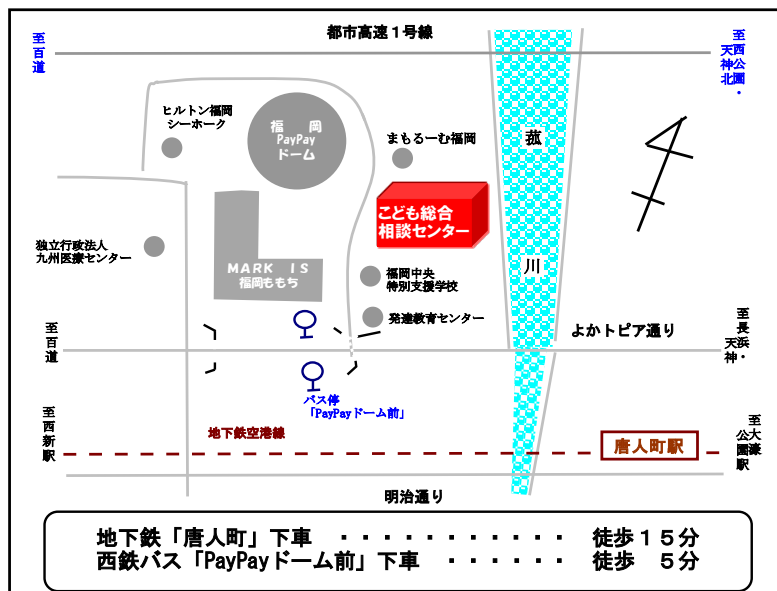 都市高速１号線
至百道
至西公園・
天神北
ヒルトン福岡
シーホーク
福　岡
PayPay
ドーム
まもるーむ福岡
菰
川
こども総合
相談センター
独立行政法人
九州医療センター
MARK IS
福岡ももち
福岡中央
特別支援学校
発達教育センター
よかトピア通り
至百道
至長浜・
天神
バス停
「PayPayドーム前」
至西新駅
地下鉄空港線
唐人町駅
至大濠
公園駅
明治通り
地下鉄「唐人町」下車　・・・・・・・・・・・　徒歩１５分
西鉄バス「PayPayドーム前」下車　・・・・・・　徒歩　５分